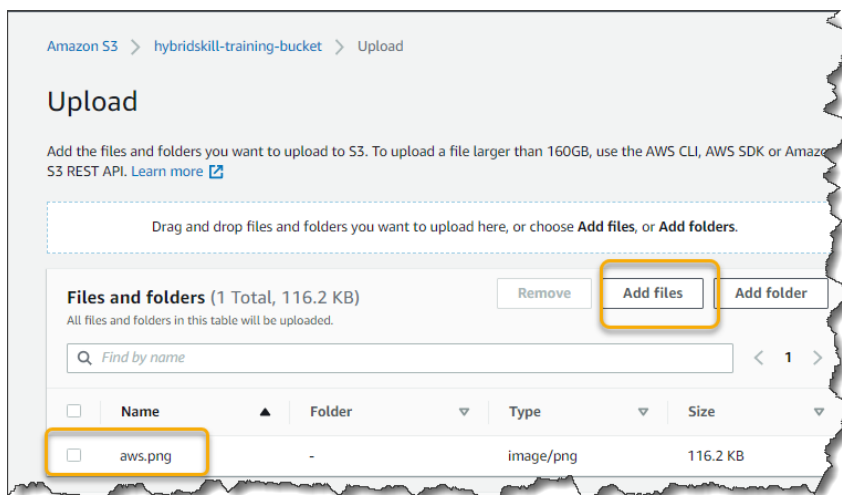 Amazon S3 > hybridskill-training-bucket > Upload
Upload
Add the files and folders you want to upload to S3. To upload a file larger than 160GB, use the AWS CLI, AWS SDK or Amazo
S3 REST API. Learn more
Drag and drop files and folders you want to upload here, or choose Add files, or Add folders.
Files and folders (1 Total, 116.2 KB)
Remove Add files Add folder
All files and folders in this table will be uploaded.
Find by name
< 1 >
Name Folder Type Size
aws.png - image/png 116.2 KB